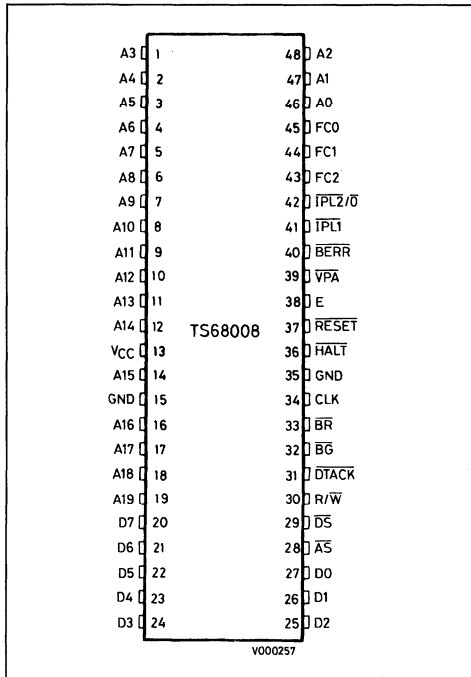 A3 1 48 A2
A4 2 47 A1
A5 3 46 A0
A6 4 45 FC0
A7 5 44 FC1
A8 6 43 FC2
A9 7 42 IPL2/0
A10 8 41 IPL1
A11 9 40 BERR
A12 10 39 VPA
A13 11 38 E
A14 12 TS68008 37 RESET
VCC 13 36 HALT
A15 14 35 GND
GND 15 34 CLK
A16 16 33 BR
A17 17 32 BG
A18 18 31 DTACK
A19 19 30 R/W
D7 20 29 DS
D6 21 28 AS
D5 22 27 D0
D4 23 26 D1
D3 24 25 D2
V000257